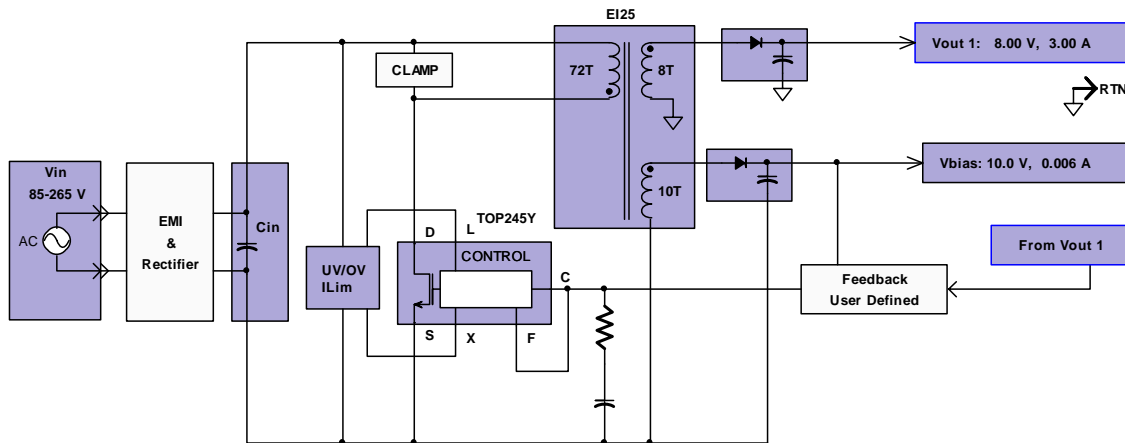 EI25
Vout 1: 8.00 V, 3.00 A
CLAMP
72T
8T
RTN
Vin
85-265 V
AC
EMI
&
Rectifier
Cin
Vbias: 10.0 V, 0.006 A
10T
TOP245Y
D
L
CONTROL
C
UV/OV
ILim
S
X
F
From Vout 1
Feedback
User Defined